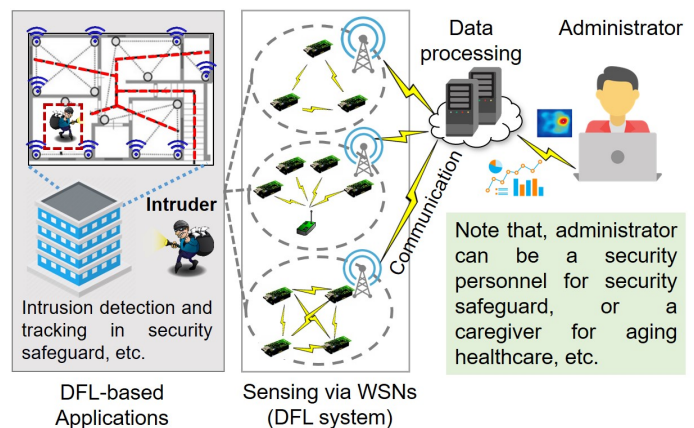 Data
processing
Administrator
Communication
Intruder
Intrusion detection and
tracking in security
safeguard, etc.
Note that, administrator
can be a security
personnel for security
safeguard, or a
caregiver for aging
healthcare, etc.
DFL-based
Applications
Sensing via WSNs
(DFL system)